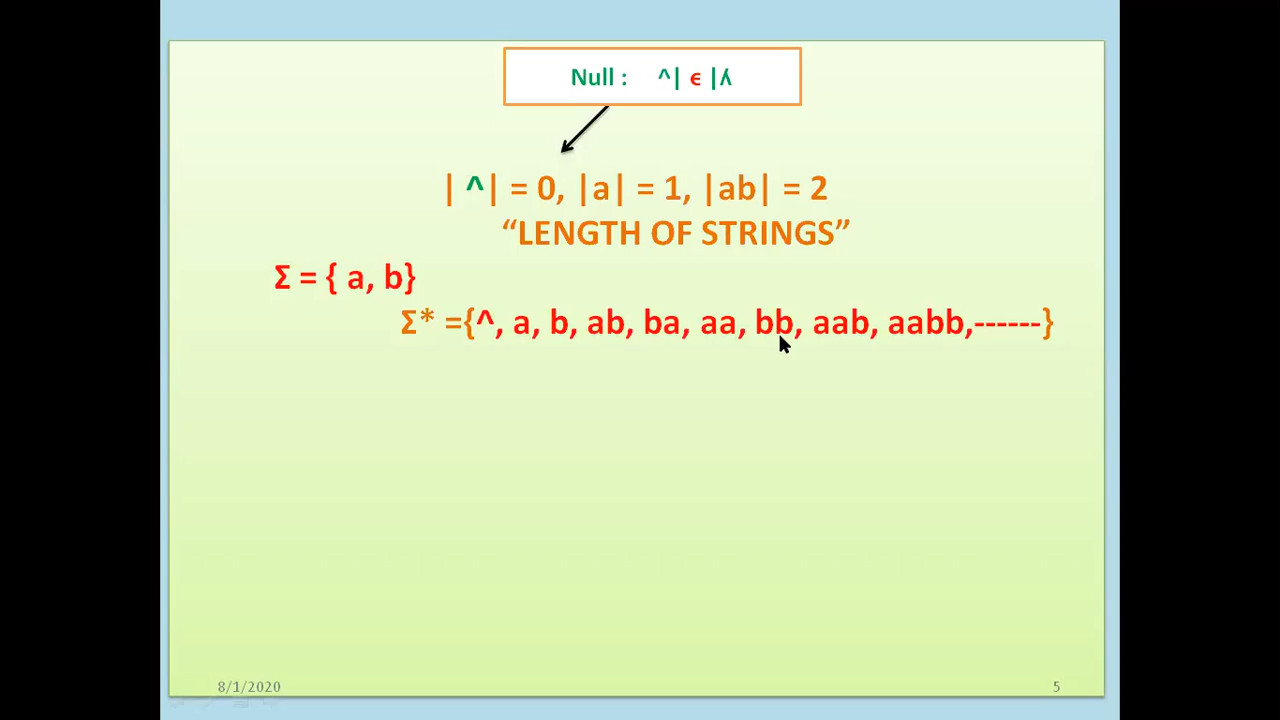 Null : ^| ϵ |ʎ
| ^| = 0, |a| = 1, |ab| = 2
“LENGTH OF STRINGS”
Σ = { a, b}
Σ* ={^, a, b, ab, ba, aa, bb, aab, aabb,------}
8/1/2020
5